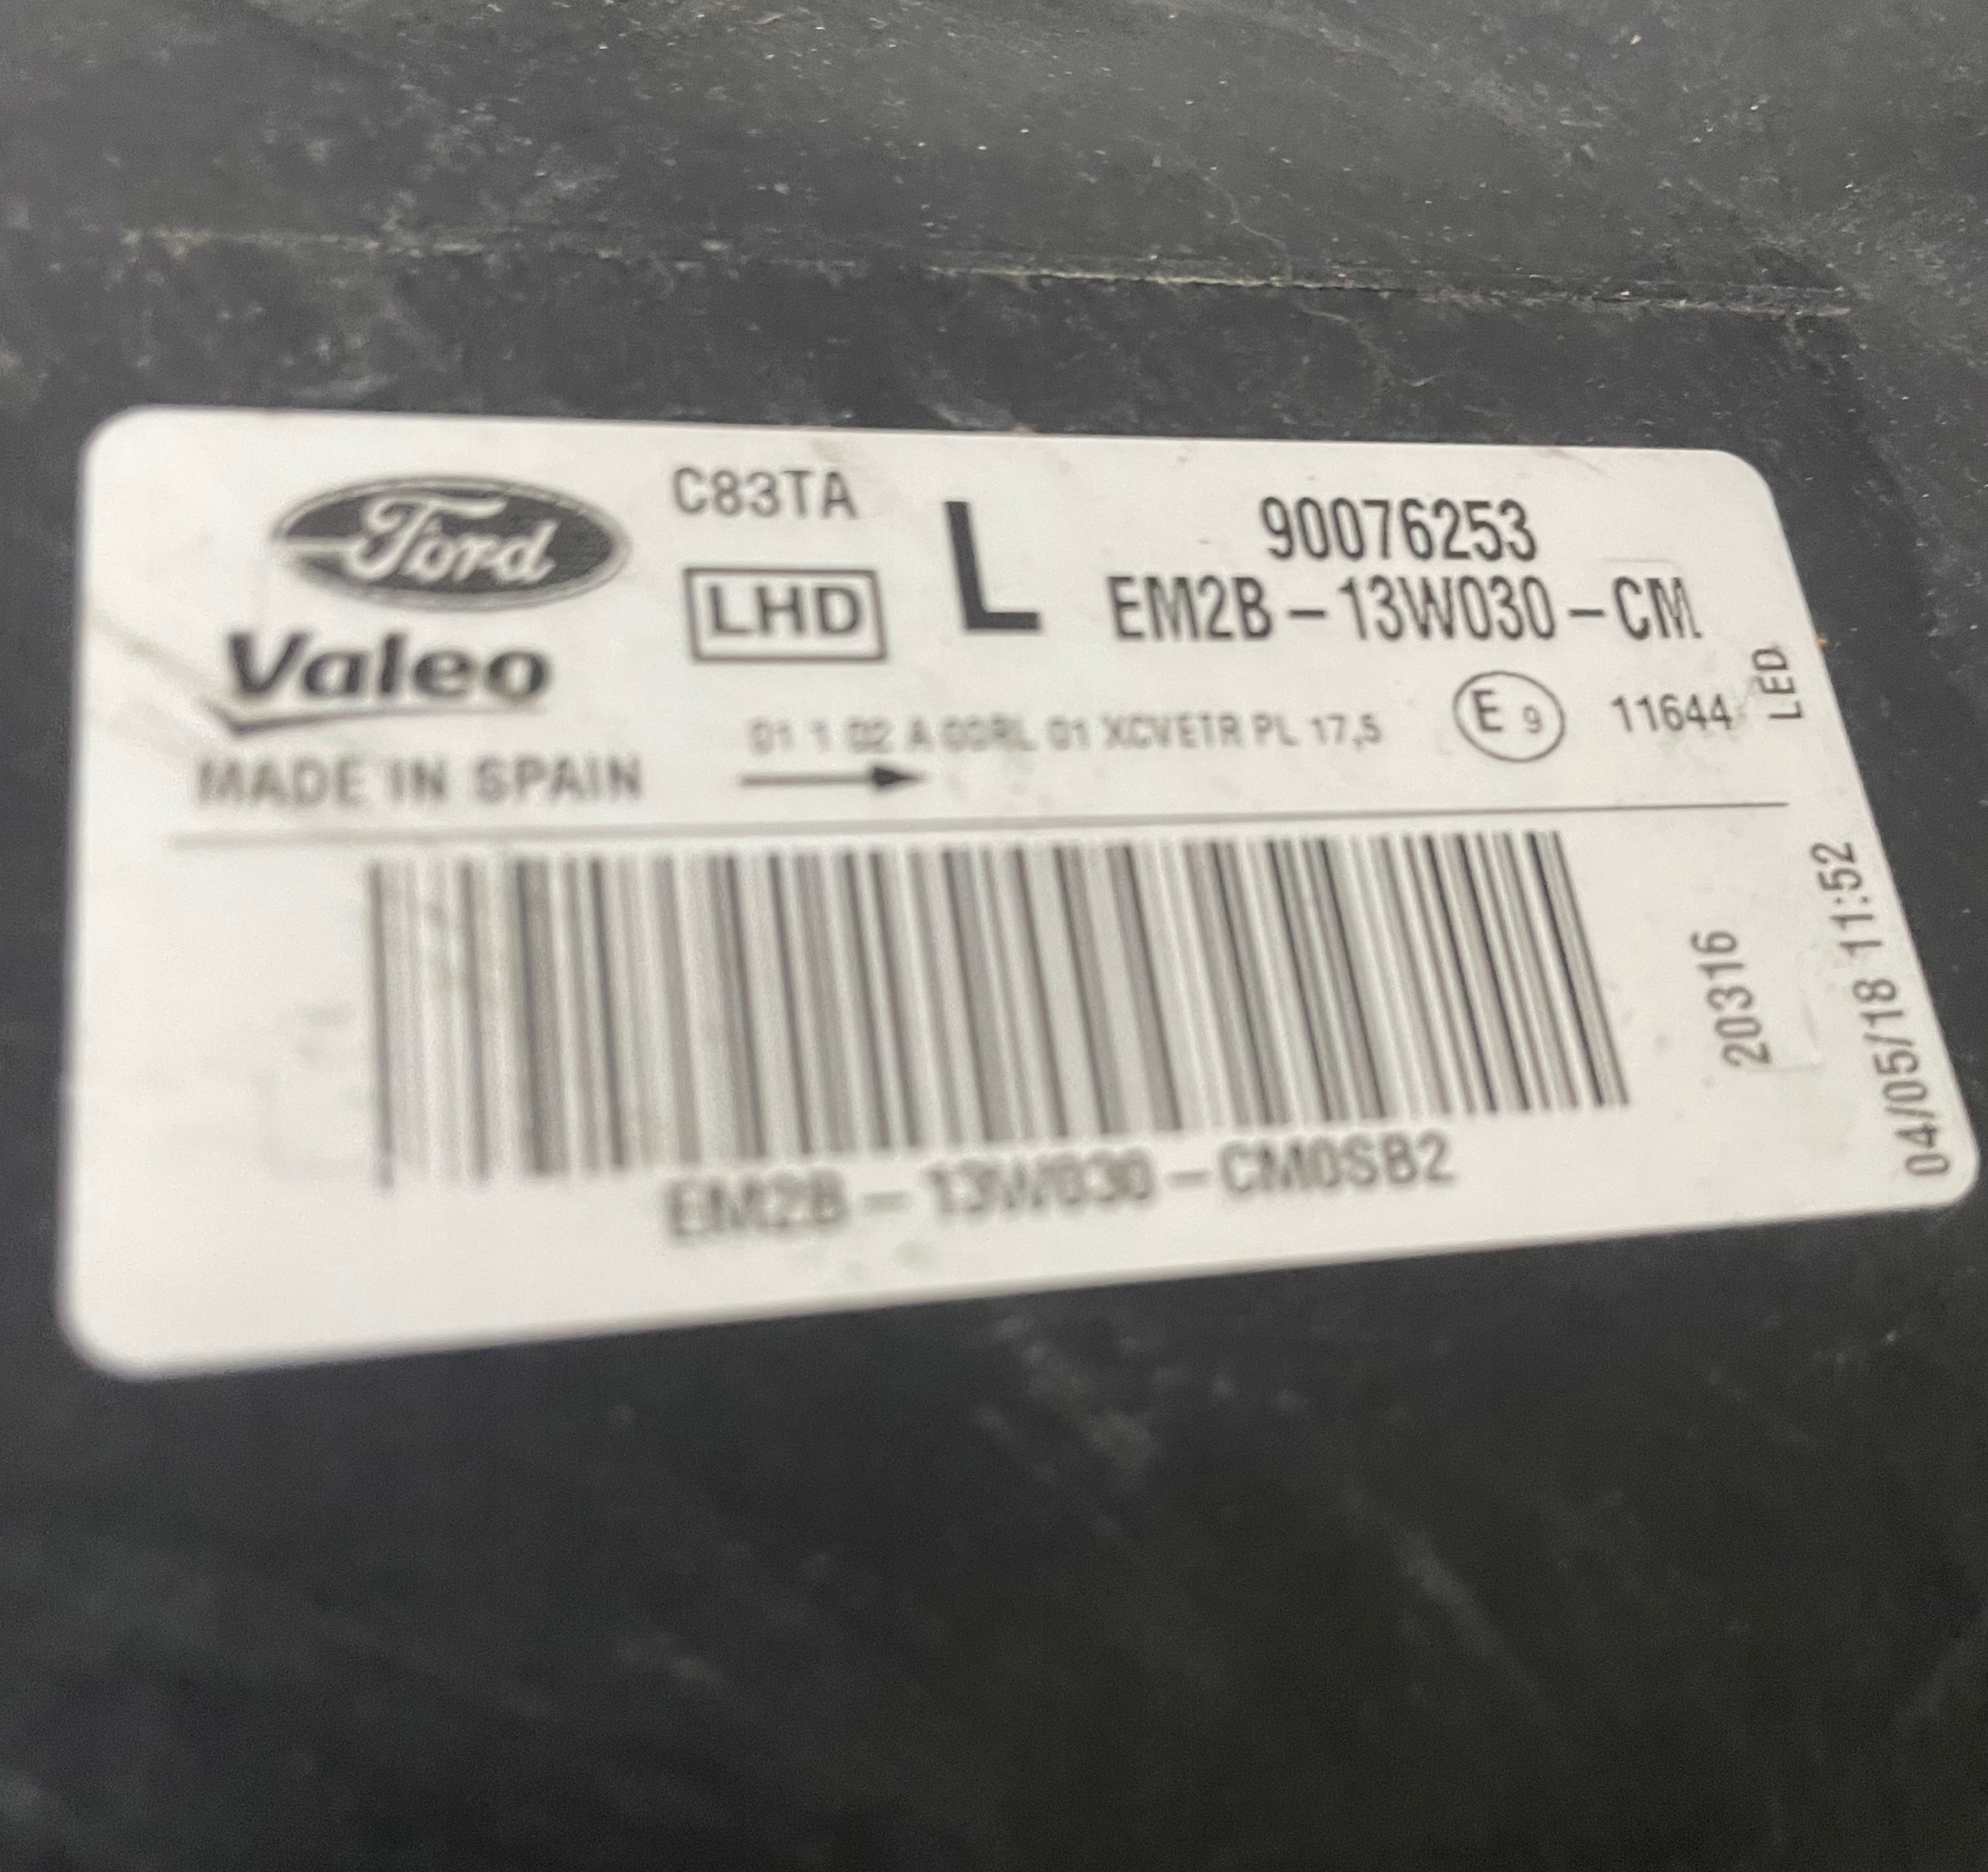 Ford
Valeo
MADE IN SPAIN
C83TA
LHD
L
90076253
EM2B-13W030-CM
01 1 02 A 00RL 01 XCVETR PL 17,5
E 9
11644
LED
EM2B-13W030-CM0SB2
20316
04/05/18 11:52